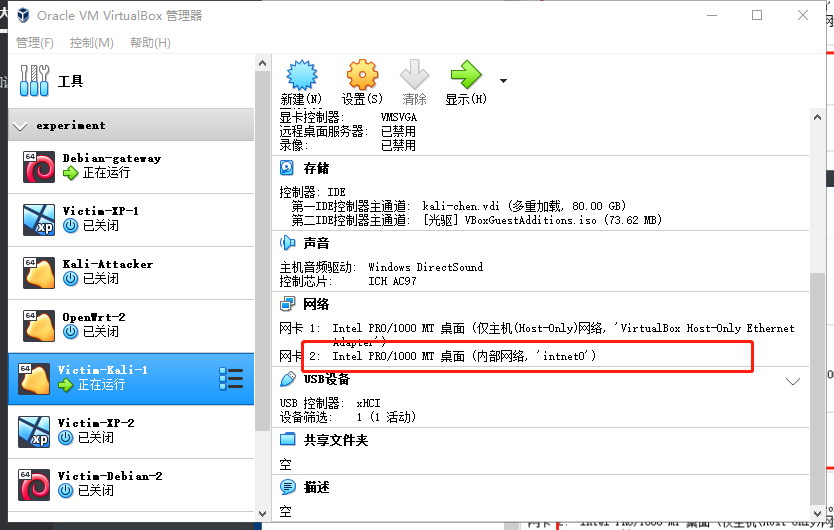 Oracle VM VirtualBox 管理器
管理(F) 控制(M) 帮助(H)
工具
experiment
Debian-gateway
正在运行
Victim-XP-1
已关闭
Kali-Attacker
已关闭
OpenWrt-2
已关闭
Victim-Kali-1
正在运行
Victim-XP-2
已关闭
Victim-Debian-2
已关闭
新建(N) 设置(S) 清除 显示(H)
显卡控制器: VMSVGA
远程桌面服务器: 已禁用
录像: 已禁用
存储
控制器: IDE
第一IDE控制器主通道: kali-chen.vdi (多重加载, 80.00 GB)
第二IDE控制器主通道: [光驱] VBoxGuestAdditions.iso (73.62 MB)
声音
主机音频驱动: Windows DirectSound
控制芯片: ICH AC97
网络
网卡 1: Intel PRO/1000 MT 桌面 (仅主机(Host-Only)网络, 'VirtualBox Host-Only Ethernet
Adapter')
网卡 2: Intel PRO/1000 MT 桌面 (内部网络, 'intnet0')
USB设备
USB 控制器: xHCI
设备筛选: 1 (1 活动)
共享文件夹
空
描述
空